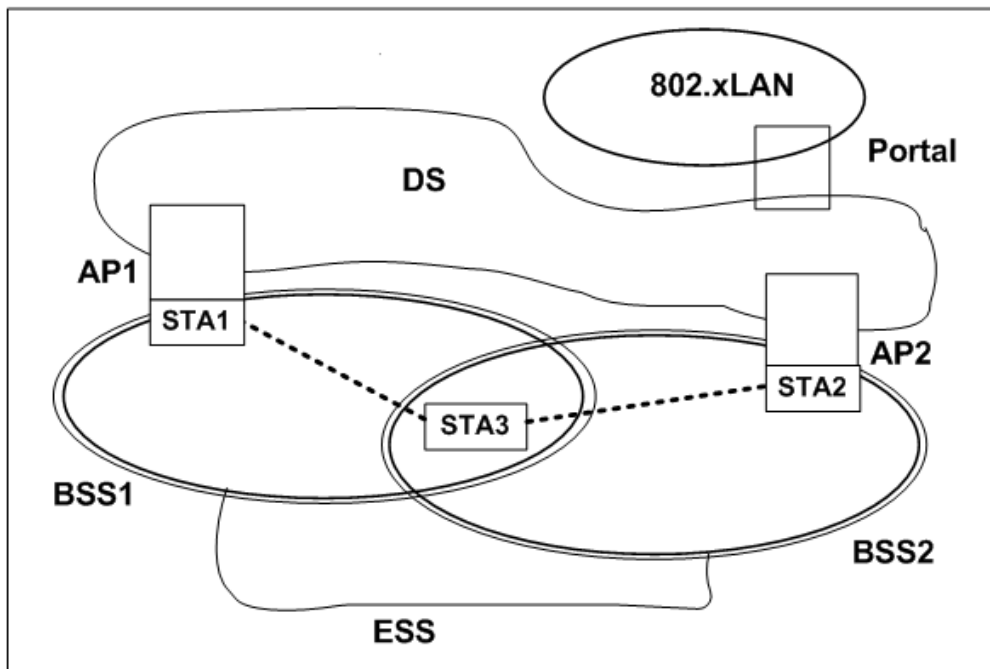 802.xLAN
Portal
DS
AP1
STA1
AP2
STA2
STA3
BSS1
BSS2
ESS